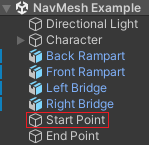 NavMesh Example
Directional Light
Character
Back Rampart
Front Rampart
Left Bridge
Right Bridge
Start Point
End Point